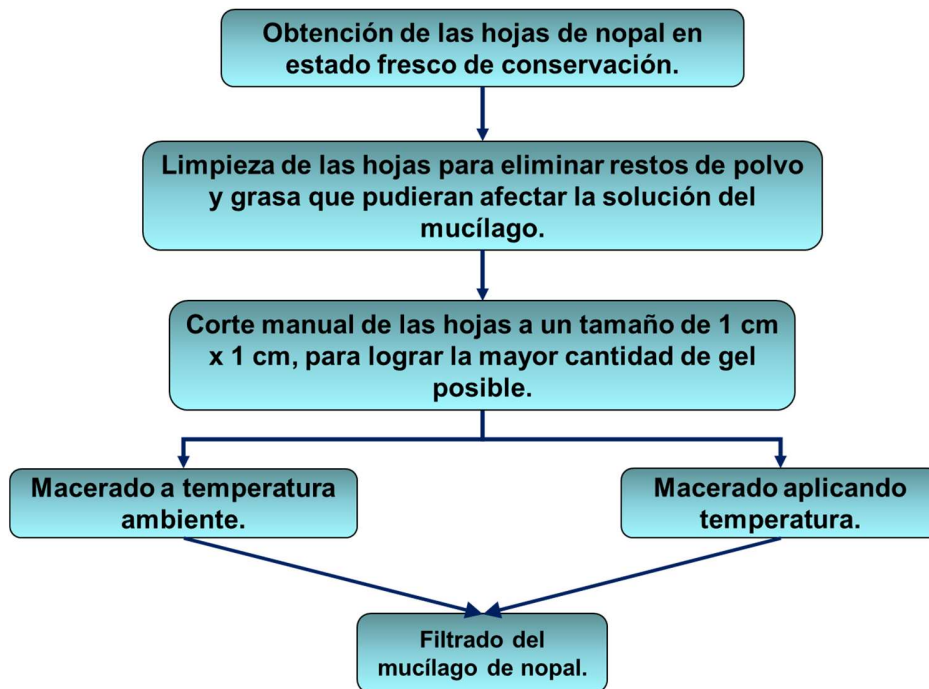 Obtención de las hojas de nopal en
estado fresco de conservación.
Limpieza de las hojas para eliminar restos de polvo
y grasa que pudieran afectar la solución del
mucílago.
Corte manual de las hojas a un tamaño de 1 cm
x 1 cm, para lograr la mayor cantidad de gel
posible.
Macerado a temperatura
ambiente.
Macerado aplicando
temperatura.
Filtrado del
mucílago de nopal.